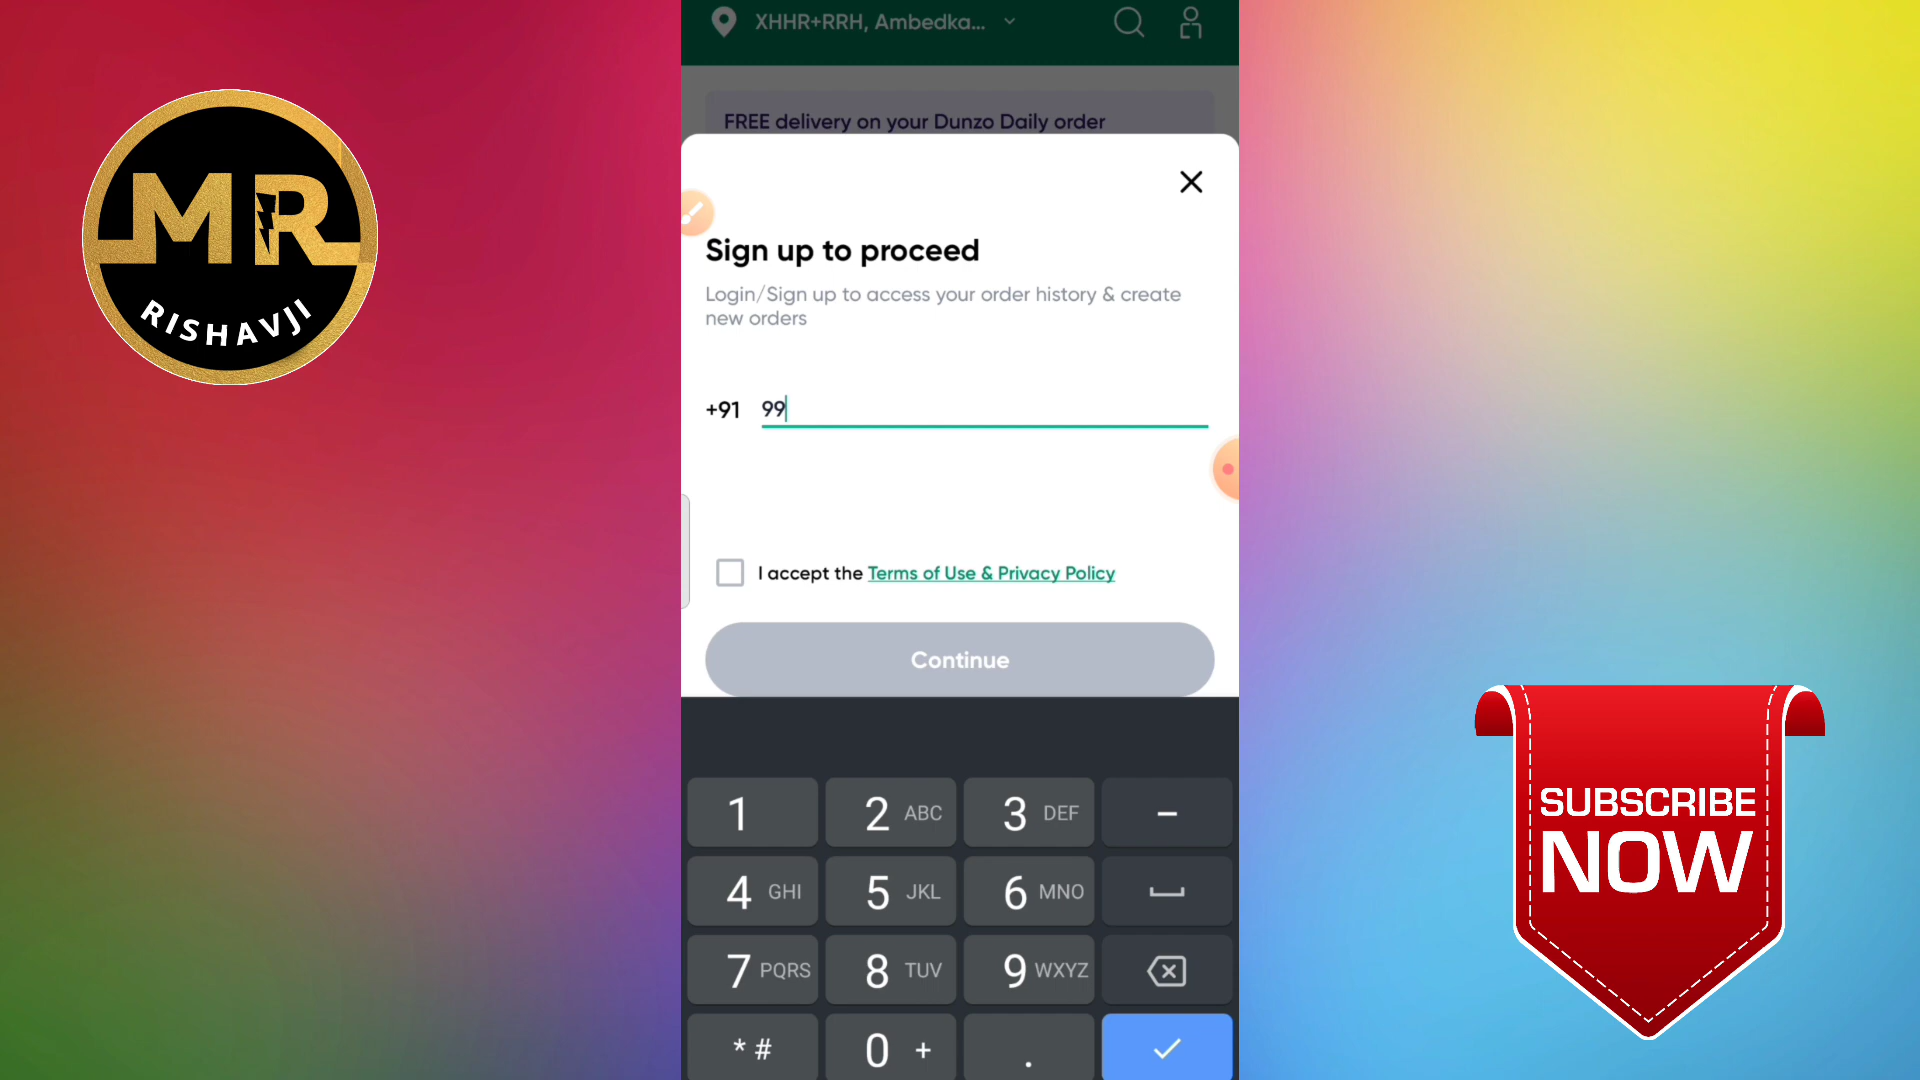 MR
RISHAVJI
XHHR+RRH, Ambedka...
FREE delivery on your Dunzo Daily order
Sign up to proceed
Login/Sign up to access your order history & create
new orders
+91 99
I accept the Terms of Use & Privacy Policy
Continue
1 2 ABC 3 DEF –
4 GHI 5 JKL 6 MNO
7 PQRS 8 TUV 9 WXYZ
* # 0 + .
SUBSCRIBE
NOW